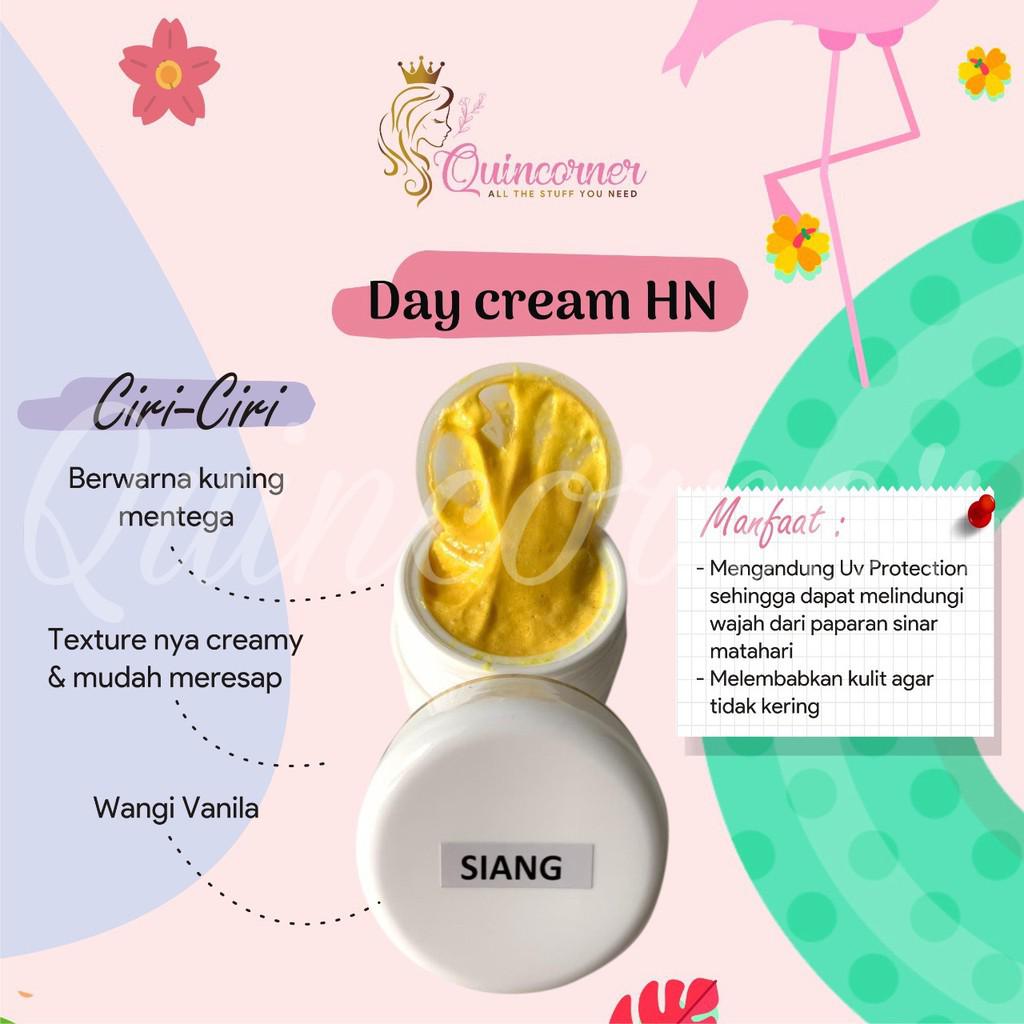 Quincorner
ALL THE STUFF YOU NEED
Day cream HN
Ciri-Ciri
Berwarna kuning
mentega
Texture nya creamy
& mudah meresap
Wangi Vanila
Quincorner
SIANG
Manfaat :
- Mengandung Uv Protection
sehingga dapat melindungi
wajah dari paparan sinar
matahari
- Melembabkan kulit agar
tidak kering